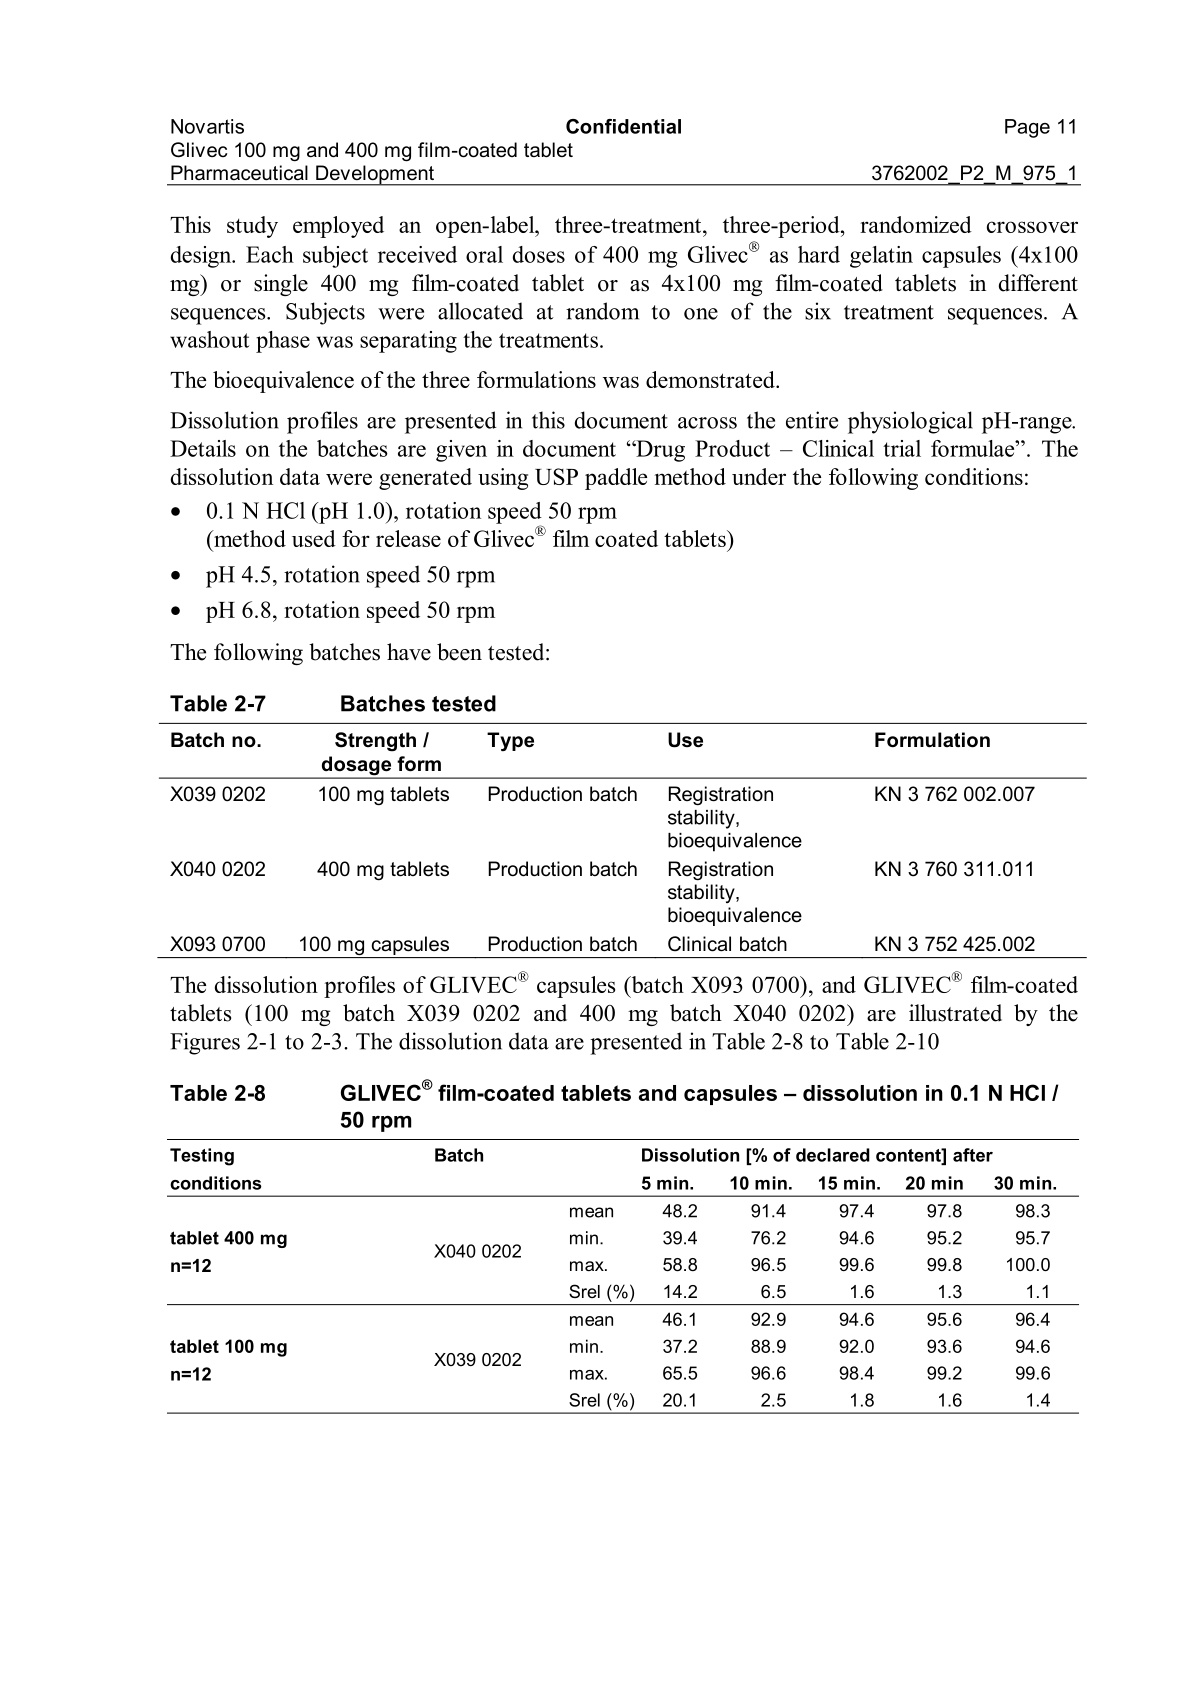 Novartis Confidential Page 11
Glivec 100 mg and 400 mg film-coated tablet
Pharmaceutical Development 3762002_P2_M_975_1
This study employed an open-label, three-treatment, three-period, randomized crossover
design. Each subject received oral doses of 400 mg Glivec® as hard gelatin capsules (4x100
mg) or single 400 mg film-coated tablet or as 4x100 mg film-coated tablets in different
sequences. Subjects were allocated at random to one of the six treatment sequences. A
washout phase was separating the treatments.
The bioequivalence of the three formulations was demonstrated.
Dissolution profiles are presented in this document across the entire physiological pH-range.
Details on the batches are given in document “Drug Product – Clinical trial formulae”. The
dissolution data were generated using USP paddle method under the following conditions:
• 0.1 N HCl (pH 1.0), rotation speed 50 rpm
(method used for release of Glivec® film coated tablets)
• pH 4.5, rotation speed 50 rpm
• pH 6.8, rotation speed 50 rpm
The following batches have been tested:
Table 2-7 Batches tested
Batch no. Strength / Type Use Formulation
dosage form
X039 0202 100 mg tablets Production batch Registration KN 3 762 002.007
stability,
bioequivalence
X040 0202 400 mg tablets Production batch Registration KN 3 760 311.011
stability,
bioequivalence
X093 0700 100 mg capsules Production batch Clinical batch KN 3 752 425.002
The dissolution profiles of GLIVEC® capsules (batch X093 0700), and GLIVEC® film-coated
tablets (100 mg batch X039 0202 and 400 mg batch X040 0202) are illustrated by the
Figures 2-1 to 2-3. The dissolution data are presented in Table 2-8 to Table 2-10
Table 2-8 GLIVEC® film-coated tablets and capsules – dissolution in 0.1 N HCl /
50 rpm
Testing Batch Dissolution [% of declared content] after
conditions 5 min. 10 min. 15 min. 20 min 30 min.
mean 48.2 91.4 97.4 97.8 98.3
tablet 400 mg min. 39.4 76.2 94.6 95.2 95.7
X040 0202
n=12 max. 58.8 96.5 99.6 99.8 100.0
Srel (%) 14.2 6.5 1.6 1.3 1.1
mean 46.1 92.9 94.6 95.6 96.4
tablet 100 mg min. 37.2 88.9 92.0 93.6 94.6
X039 0202
n=12 max. 65.5 96.6 98.4 99.2 99.6
Srel (%) 20.1 2.5 1.8 1.6 1.4